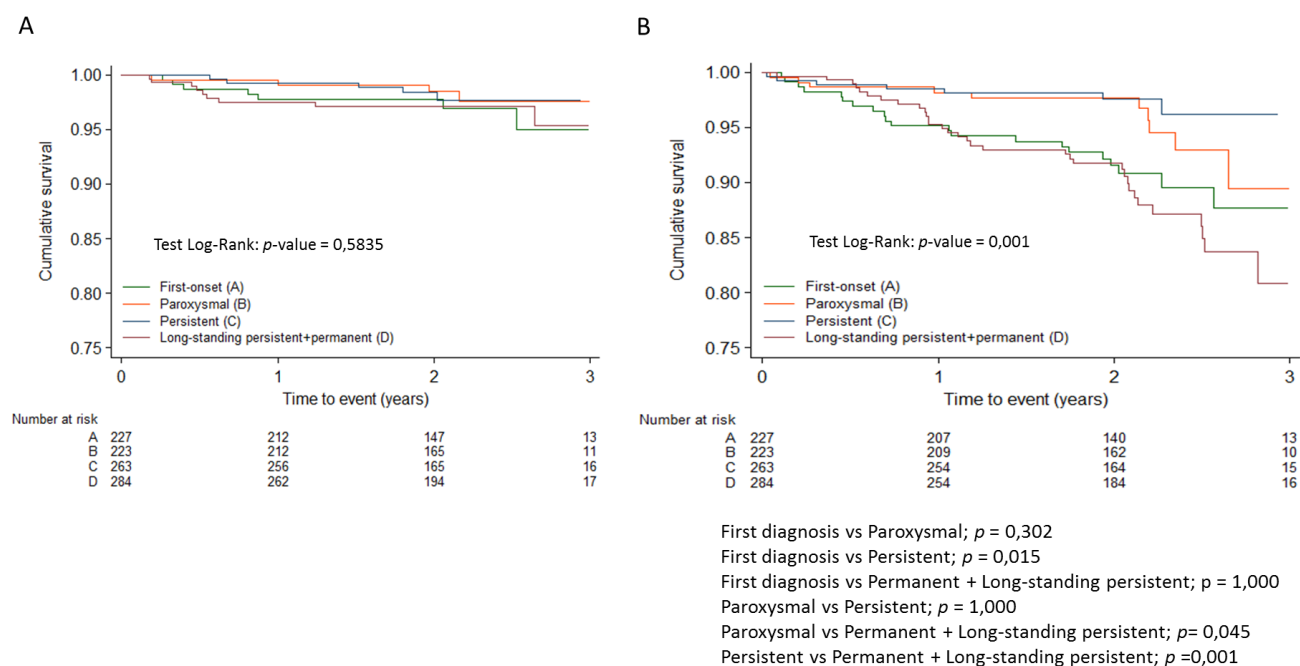 A
1.00
0.95
0.90
0.85
0.80
0.75
Cumulative survival
Test Log-Rank: p-value = 0,5835
First-onset (A)
Paroxysmal (B)
Persistent (C)
Long-standing persistent+permanent (D)
0 1 2 3
Time to event (years)
Number at risk
A 227 212 147 13
B 223 212 165 11
C 263 256 165 16
D 284 262 194 17
B
1.00
0.95
0.90
0.85
0.80
0.75
Cumulative survival
Test Log-Rank: p-value = 0,001
First-onset (A)
Paroxysmal (B)
Persistent (C)
Long-standing persistent+permanent (D)
0 1 2 3
Time to event (years)
Number at risk
A 227 207 140 13
B 223 209 162 10
C 263 254 164 15
D 284 254 184 16
First diagnosis vs Paroxysmal; p = 0,302
First diagnosis vs Persistent; p = 0,015
First diagnosis vs Permanent + Long-standing persistent; p = 1,000
Paroxysmal vs Persistent; p = 1,000
Paroxysmal vs Permanent + Long-standing persistent; p= 0,045
Persistent vs Permanent + Long-standing persistent; p =0,001